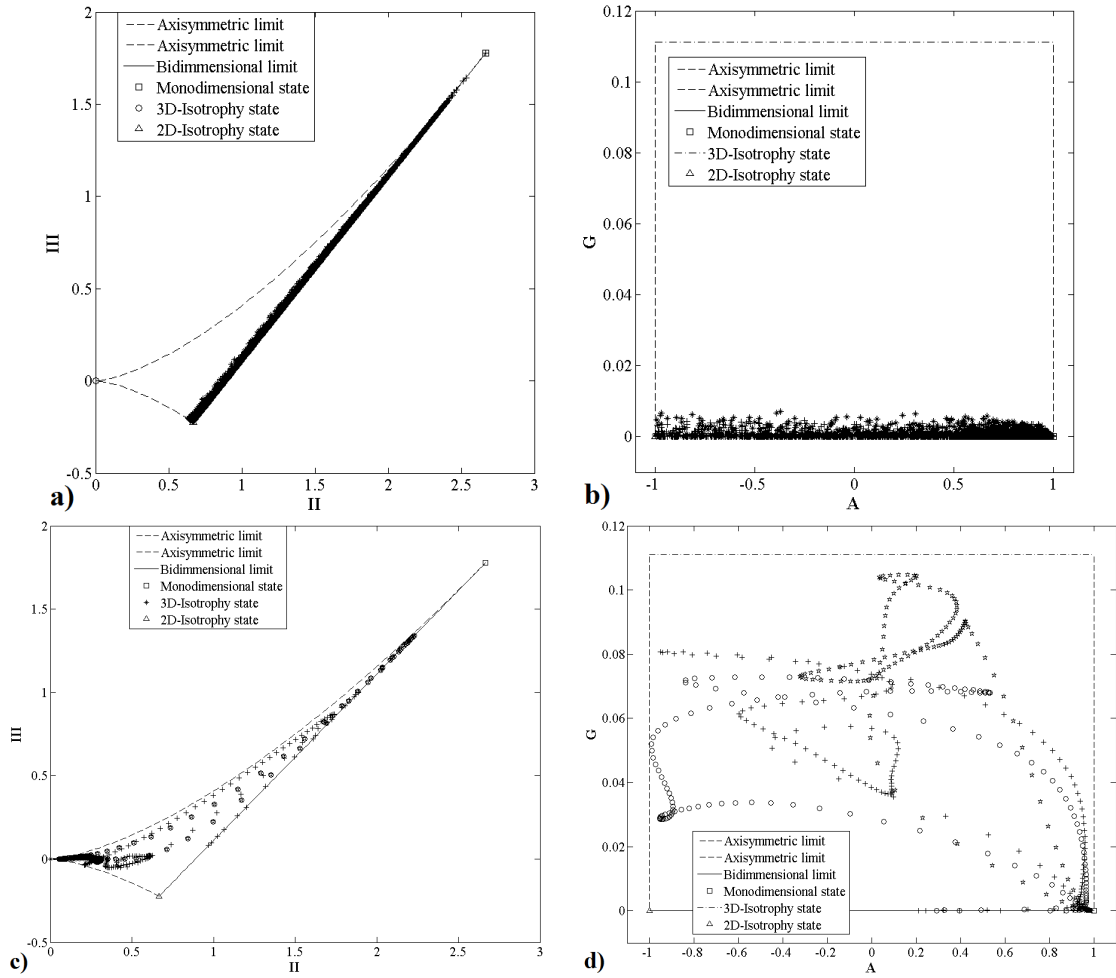 2
1.5
1
0.5
0
-0.5
III
Axisymmetric limit
Axisymmetric limit
Bidimmensional limit
Monodimensional state
3D-Isotrophy state
2D-Isotrophy state
0 0.5 1 1.5 2 2.5 3
II
a)
0.12
0.1
0.08
0.06
0.04
0.02
0
G
Axisymmetric limit
Axisymmetric limit
Bidimmensional limit
Monodimensional state
3D-Isotrophy state
2D-Isotrophy state
-1 -0.5 0 0.5 1
A
b)
2
1.5
1
0.5
0
-0.5
III
Axisymmetric limit
Axisymmetric limit
Bidimmensional limit
Monodimensional state
3D-Isotrophy state
2D-Isotrophy state
0 0.5 1 1.5 2 2.5 3
II
c)
0.12
0.1
0.08
0.06
0.04
0.02
0
G
Axisymmetric limit
Axisymmetric limit
Bidimmensional limit
Monodimensional state
3D-Isotrophy state
2D-Isotrophy state
-1 -0.8 -0.6 -0.4 -0.2 0 0.2 0.4 0.6 0.8 1
A
d)